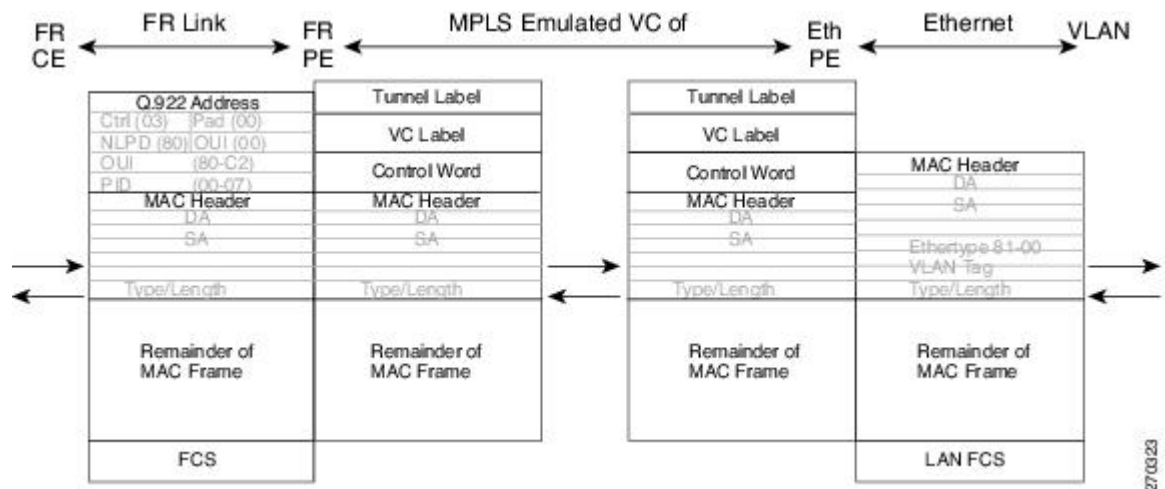 FR Link
MPLS Emulated VC of
Ethernet
FR CE
FR PE
Eth PE
VLAN
Q.922 Address
Ctrl (03) Pad (00)
NLPD (80) OUI (00)
OUI (80-C2)
PID (00-07)
MAC Header
DA
SA
Type/Length
Remainder of
MAC Frame
FCS
Tunnel Label
VC Label
Control Word
MAC Header
DA
SA
Type/Length
Remainder of
MAC Frame
Tunnel Label
VC Label
Control Word
MAC Header
DA
SA
Type/Length
Remainder of
MAC Frame
MAC Header
DA
SA
Ethertype 81-00
VLAN Tag
Type/Length
Remainder of
MAC Frame
LAN FCS
270323